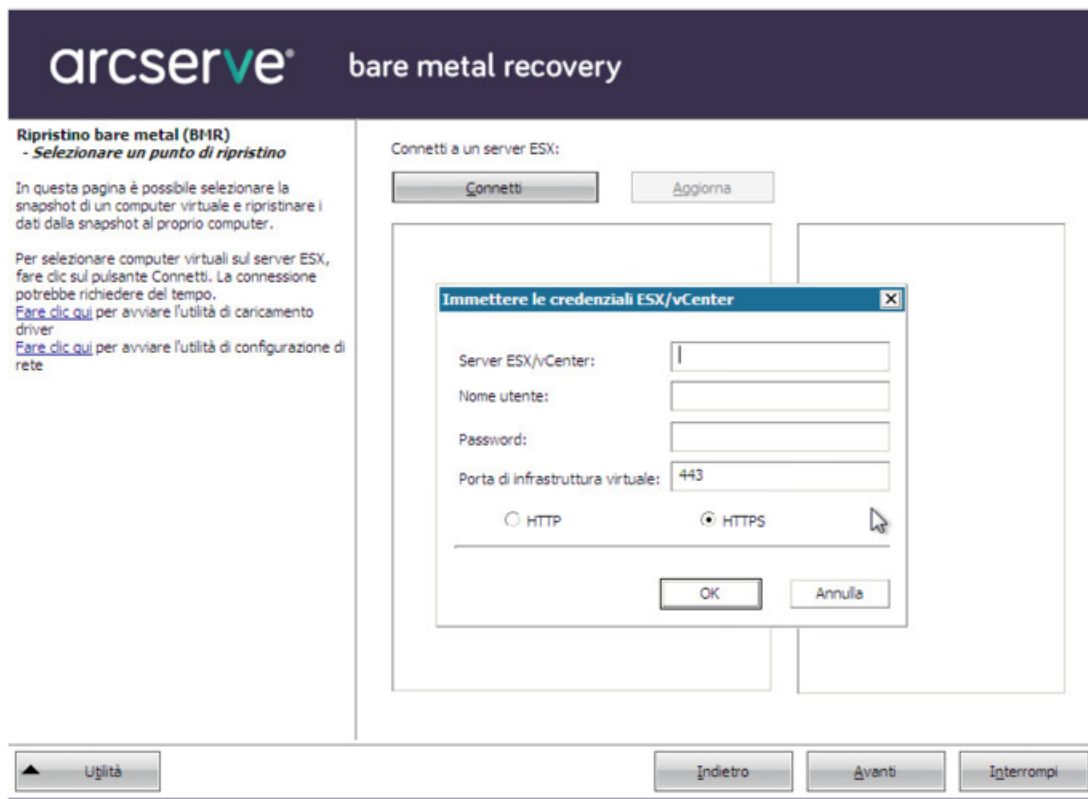 arcserve®
bare metal recovery
Ripristino bare metal (BMR)
- Selezionare un punto di ripristino
In questa pagina è possibile selezionare la
snapshot di un computer virtuale e ripristinare i
dati dalla snapshot al proprio computer.
Per selezionare computer virtuali sul server ESX,
fare clic sul pulsante Connetti. La connessione
potrebbe richiedere del tempo.
Fare clic qui per avviare l'utilità di caricamento
driver
Fare clic qui per avviare l'utilità di configurazione di
rete
Connetti a un server ESX:
Connetti
Aggiorna
Immettere le credenziali ESX/vCenter
Server ESX/vCenter:
Nome utente:
Password:
Porta di infrastruttura virtuale: 443
HTTP
HTTPS
OK
Annulla
Utilità
Indietro
Avanti
Interrompi